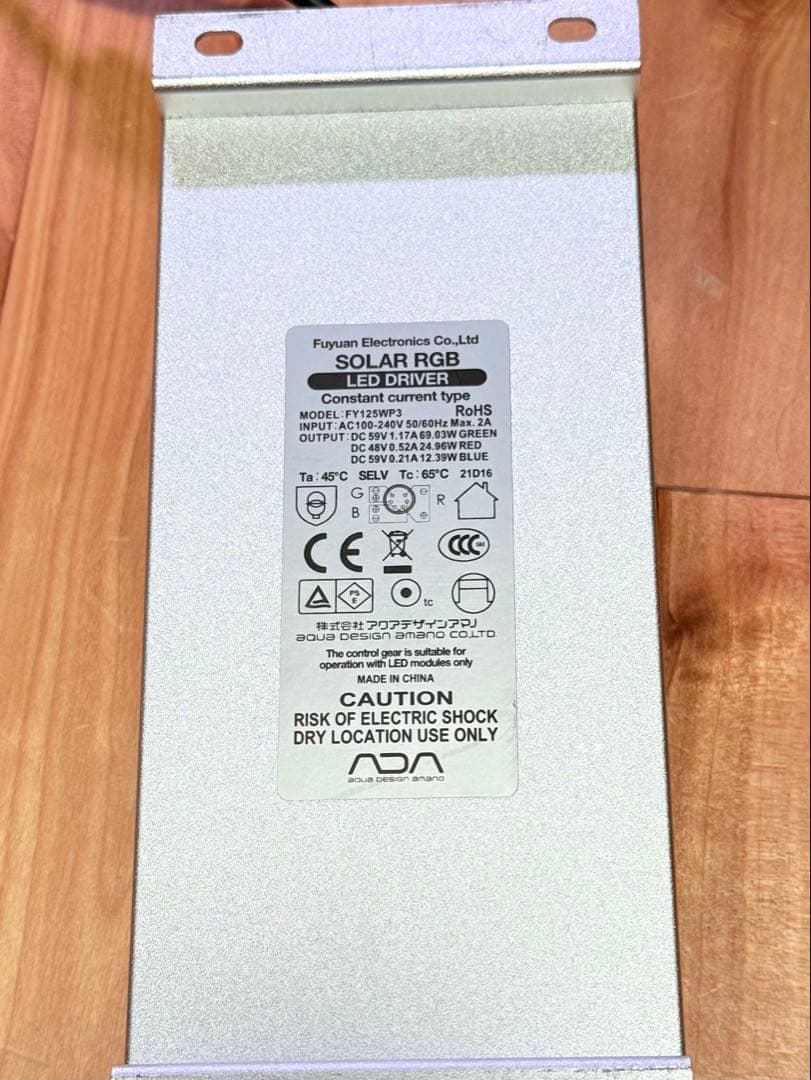 Fuyuan Electronics Co.,Ltd
SOLAR RGB
LED DRIVER
Constant current type
MODEL:FY125WP3 RoHS
INPUT:AC100-240V 50/60Hz Max. 2A
OUTPUT:DC 59V 1.17A 69.03W GREEN
DC 48V 0.52A 24.96W RED
DC 59V 0.21A 12.39W BLUE
Ta:45°C SELV Tc:65°C 21D16
G
B
R
CE
CCC
PS
E
tc
株式会社アクアデザインアマノ
aqua Design amano CO.,LTD.
The control gear is suitable for
operation with LED modules only
MADE IN CHINA
CAUTION
RISK OF ELECTRIC SHOCK
DRY LOCATION USE ONLY
ADA
aqua Design amano